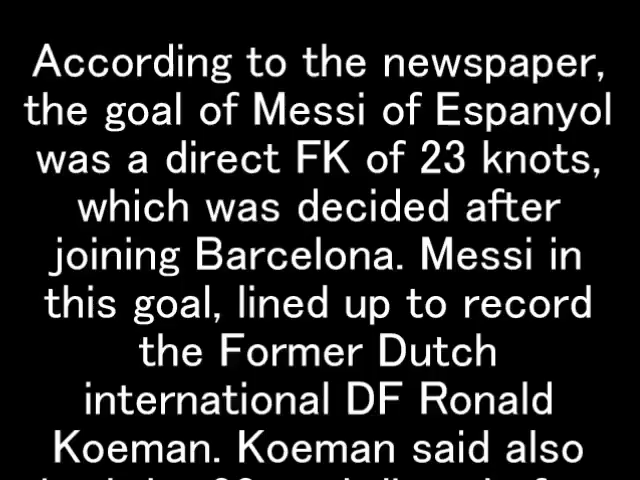 According to the newspaper,
the goal of Messi of Espanyol
was a direct FK of 23 knots,
which was decided after
joining Barcelona. Messi in
this goal, lined up to record
the Former Dutch
international DF Ronald
Koeman. Koeman said also